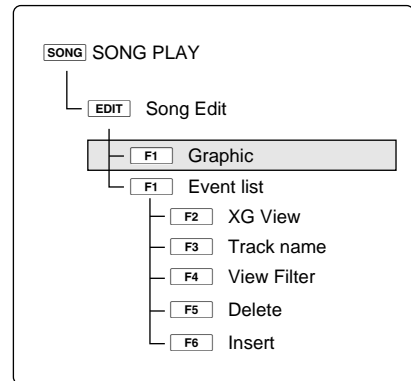 SONG SONG PLAY
EDIT Song Edit
F1 Graphic
F1 Event list
F2 XG View
F3 Track name
F4 View Filter
F5 Delete
F6 Insert